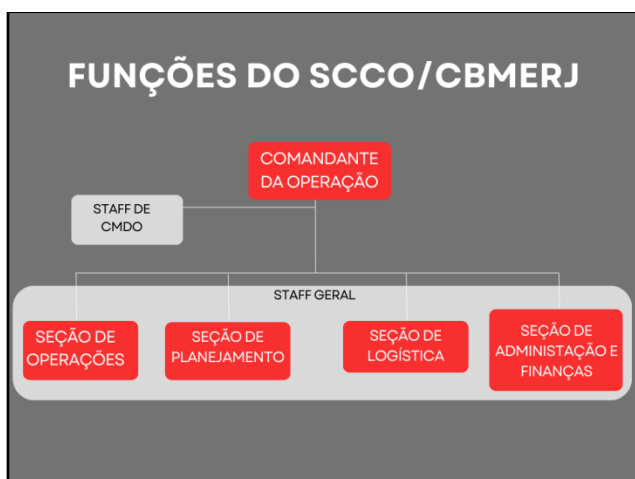 FUNÇÕES DO SCCO/CBMERJ
COMANDANTE
DA OPERAÇÃO
STAFF DE
CMDO
STAFF GERAL
SEÇÃO DE
OPERAÇÕES
SEÇÃO DE
PLANEJAMENTO
SEÇÃO DE
LOGÍSTICA
SEÇÃO DE
ADMINISTAÇÃO E
FINANÇAS